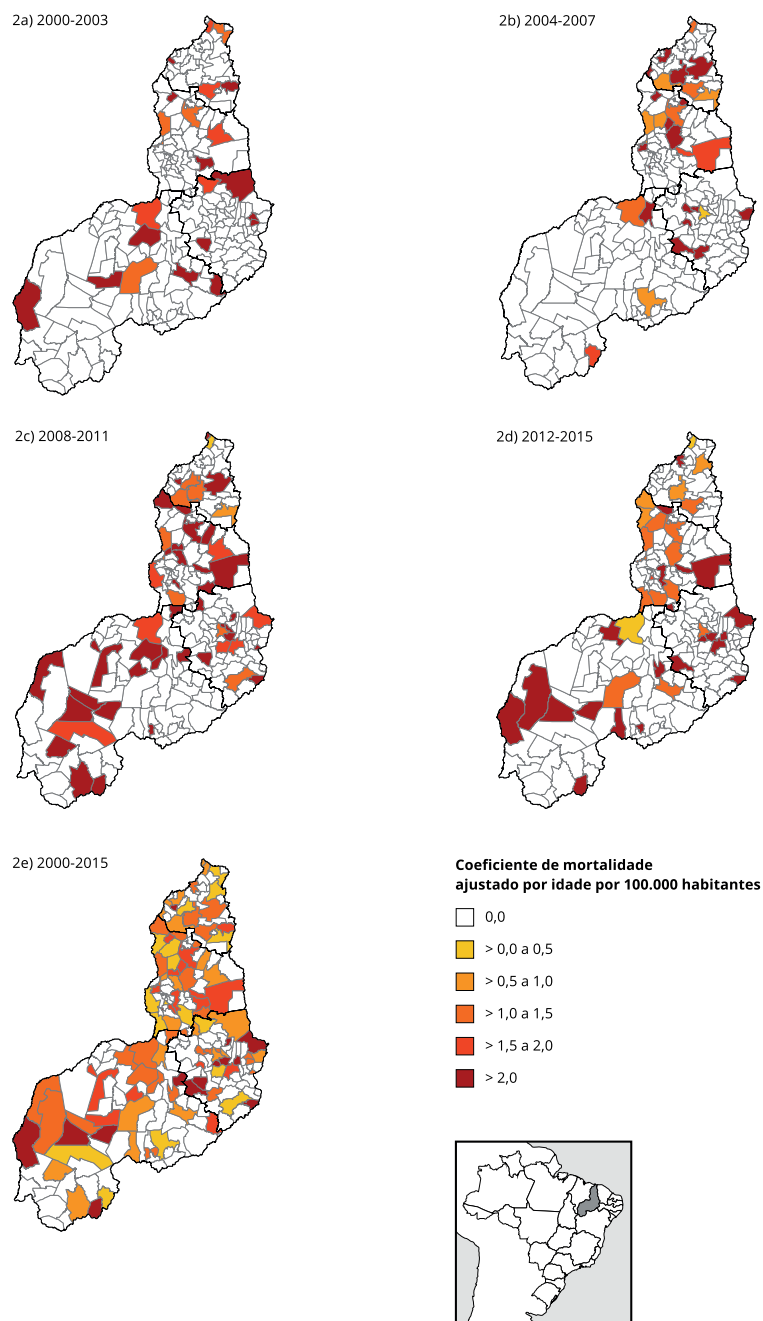 2a) 2000-2003
2b) 2004-2007
2c) 2008-2011
2d) 2012-2015
2e) 2000-2015
Coeficiente de mortalidade
ajustado por idade por 100.000 habitantes
0,0
> 0,0 a 0,5
> 0,5 a 1,0
> 1,0 a 1,5
> 1,5 a 2,0
> 2,0